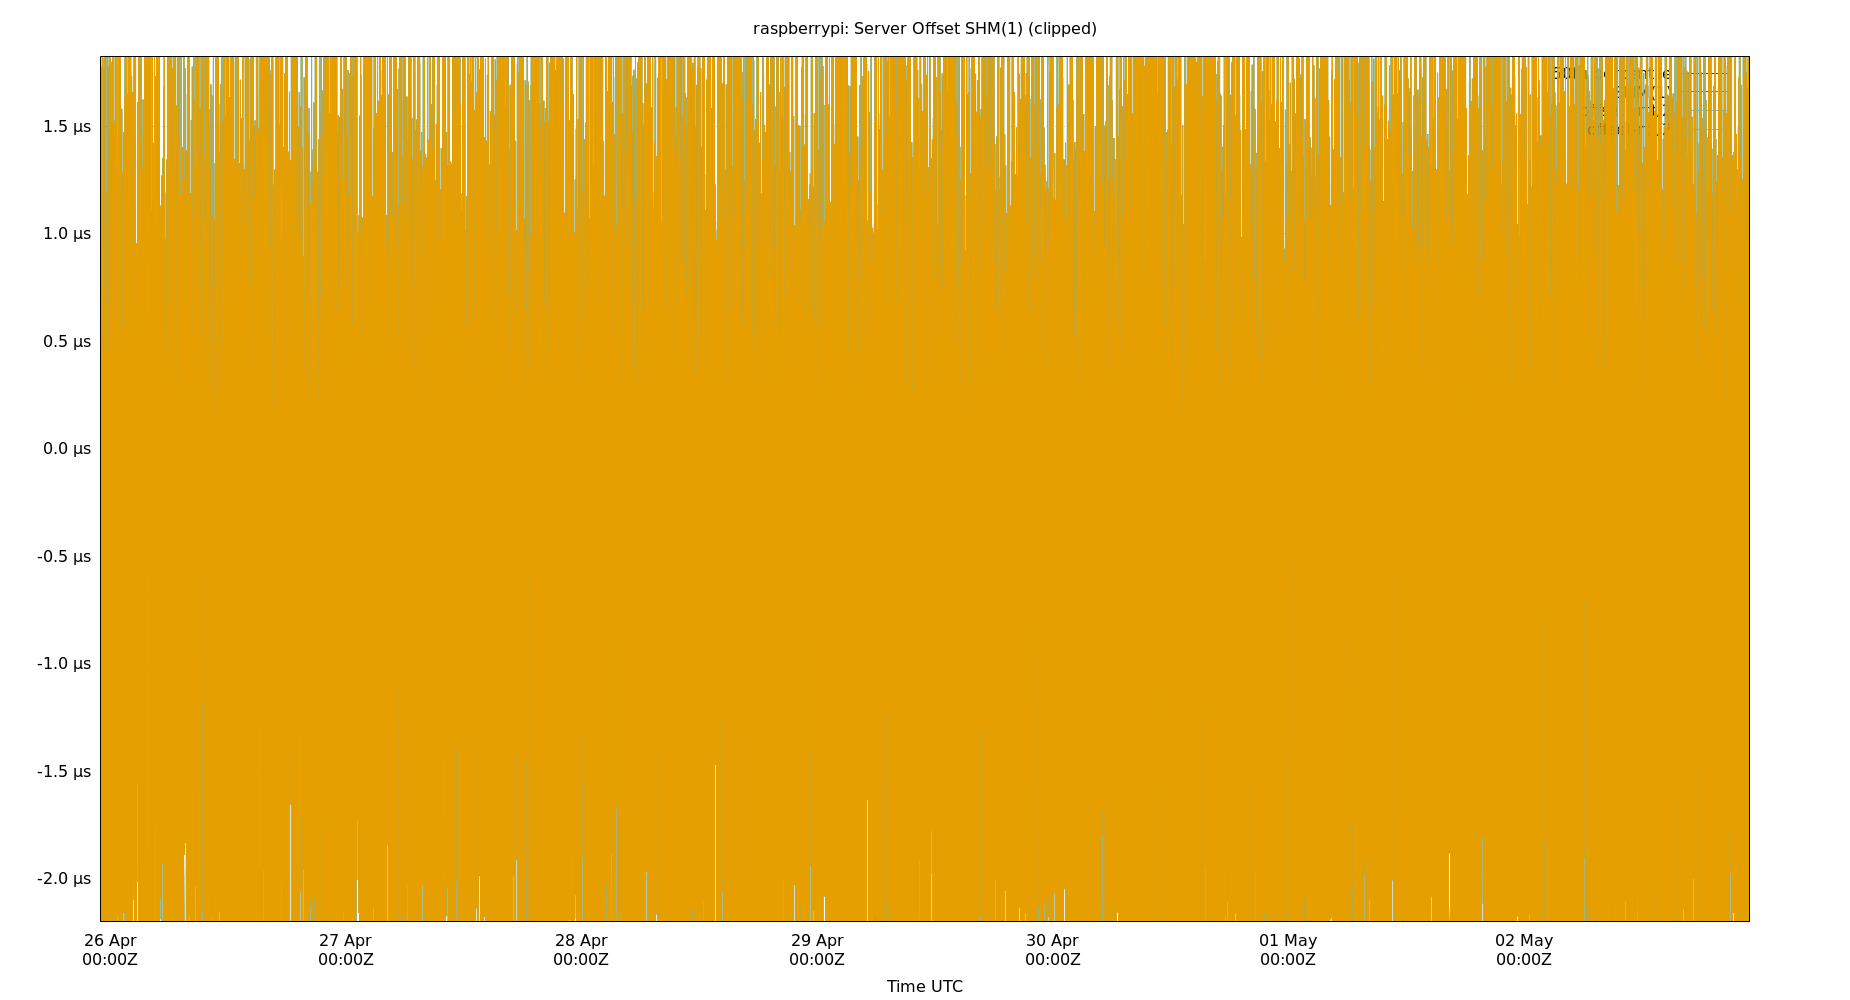 raspberrypi: Server Offset SHM(1) (clipped)
1.5 µs
1.0 µs
0.5 µs
0.0 µs
-0.5 µs
-1.0 µs
-1.5 µs
-2.0 µs
26 Apr 27 Apr 28 Apr 29 Apr 30 Apr 01 May 02 May
00:00Z 00:00Z 00:00Z 00:00Z 00:00Z 00:00Z 00:00Z
Time UTC